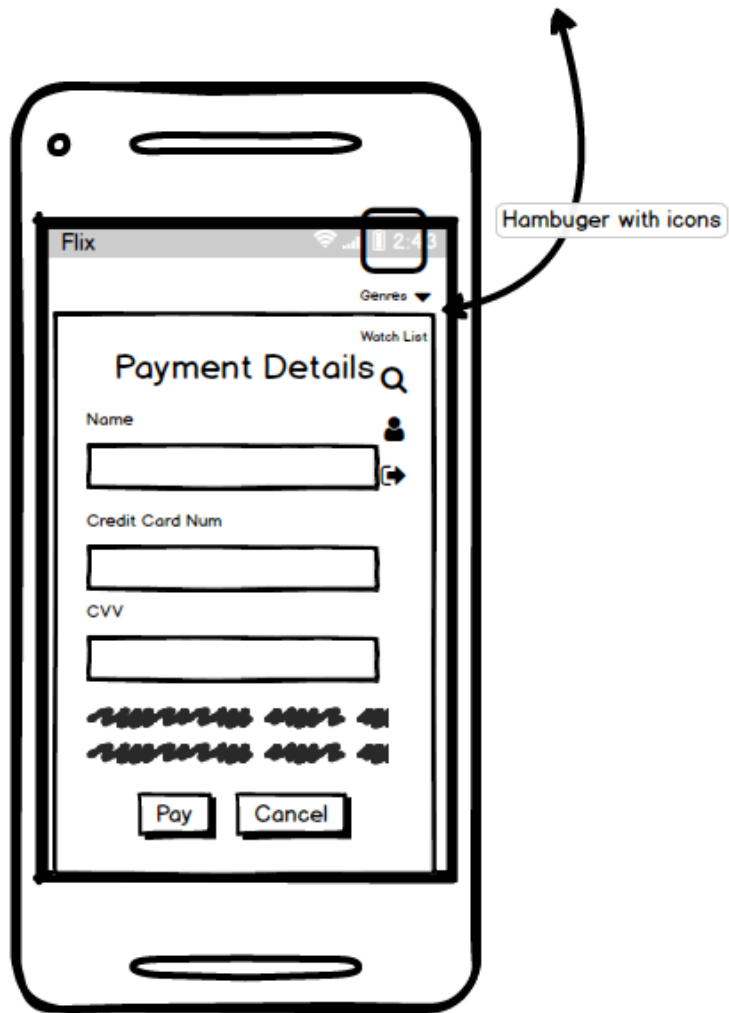 Hambuger with icons
Flix 2:43
Genres
Watch List
Payment Details
Name
Credit Card Num
CVV
Pay Cancel